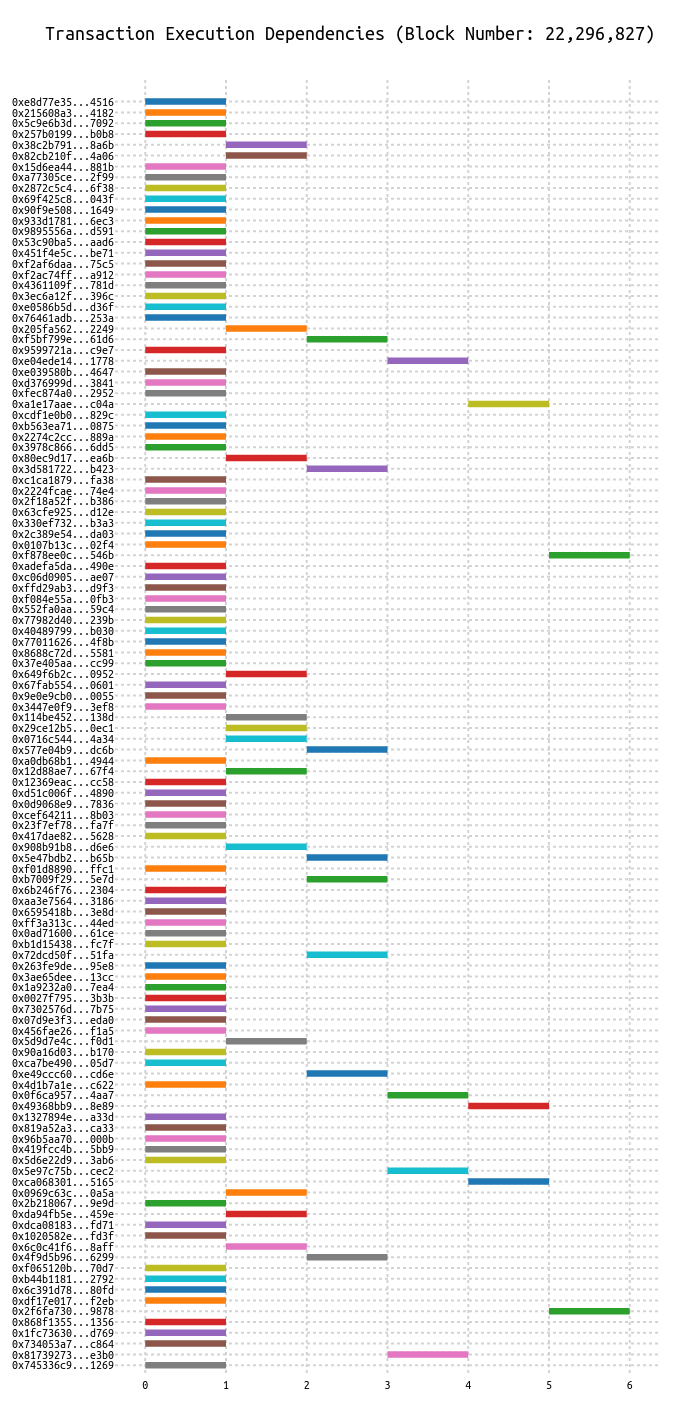 Transaction Execution Dependencies (Block Number: 22,296,827)
0xe8d77e35...4516
0x215608a3...4182
0x5c9e6b3d...7092
0x257b0199...b0b8
0x38c2b791...8a6b
0x82cb210f...4a06
0x15d6ea44...881b
0xa77305ce...2f99
0x2872c5c4...6f38
0x69f425c8...043f
0x90f9e508...1649
0x933d1781...6ec3
0x9895556a...d591
0x53c90ba5...aad6
0x451f4e5c...be71
0xf2af6daa...75c5
0xf2ac74ff...a912
0x4361109f...781d
0x3ec6a12f...396c
0xe0586b5d...d36f
0x76461adb...253a
0x205fa562...2249
0xf5bf799e...61d6
0x9599721a...c9e7
0xe04ede14...1778
0xe039580b...4647
0xd376999d...3841
0xfec874a0...2952
0xa1e17aae...c04a
0xcdf1e0b0...829c
0xb563ea71...0875
0x2274c2cc...889a
0x3978c866...6dd5
0x80ec9d17...ea6b
0x3d581722...b423
0xc1ca1879...fa38
0x2224fcae...74e4
0x2f18a52f...b386
0x63cfe925...d12e
0x330ef732...b3a3
0x2c389e54...da03
0x0107b13c...02f4
0xf878ee0c...546b
0xadefa5da...490e
0xc06d0905...ae07
0xffd29ab3...d9f3
0xf084e55a...0fb3
0x552fa0aa...59c4
0x77982d40...239b
0x40489799...b030
0x77011626...4f8b
0x8688c72d...5581
0x37e405aa...cc99
0x649f6b2c...0952
0x67fab554...0601
0x9e0e9cb0...0055
0x3447e0f9...3ef8
0x114be452...138d
0x29ce12b5...0ec1
0x0716c544...4a34
0x577e04b9...dc6b
0xa0db68b1...4944
0x12d88ae7...67f4
0x12369eac...cc58
0xd51c006f...4890
0x0d9068e9...7836
0xcef64211...8b03
0x23f7ef78...fa7f
0x417dae82...5628
0x908b91b8...d6e6
0x5e47bdb2...b65b
0xf01d8890...ffc1
0xb7009f29...5e7d
0x6b246f76...2304
0xaa3e7564...3186
0x6595418b...3e8d
0xff3a313c...44ed
0x0ad71600...61ce
0xb1d15438...fc7f
0x72dcd50f...51fa
0x263fe9de...95e8
0x3ae65dee...13cc
0x1a9232a0...7ea4
0x0027f795...3b3b
0x7302576d...7b75
0x07d9e3f3...eda0
0x456fae26...f1a5
0x5d9d7e4c...f0d1
0x90a16d03...b170
0xca7be490...05d7
0xe49ccc60...cd6e
0x4d1b7a1e...c622
0x0f6ca957...4aa7
0x49368bb9...8e89
0x1327894e...a33d
0x819a52a3...ca33
0x96b5aa70...000b
0x419fcc4b...5bb9
0x5d6e22d9...3ab6
0x5e97c75b...cec2
0xca068301...5165
0x0969c63c...0a5a
0x2b218067...9e9d
0xda94fb5e...459e
0xdca08183...fd71
0x1020582e...fd3f
0x6c0c41f6...8aff
0x4f9d5b96...6299
0xf065120b...70d7
0xb44b1181...2792
0x6c391d78...80fd
0xdf17e017...f2eb
0x2f6fa730...9878
0x868f1355...1356
0x1fc73630...d769
0x734053a7...c864
0x81739273...e3b0
0x745336c9...1269
0 1 2 3 4 5 6